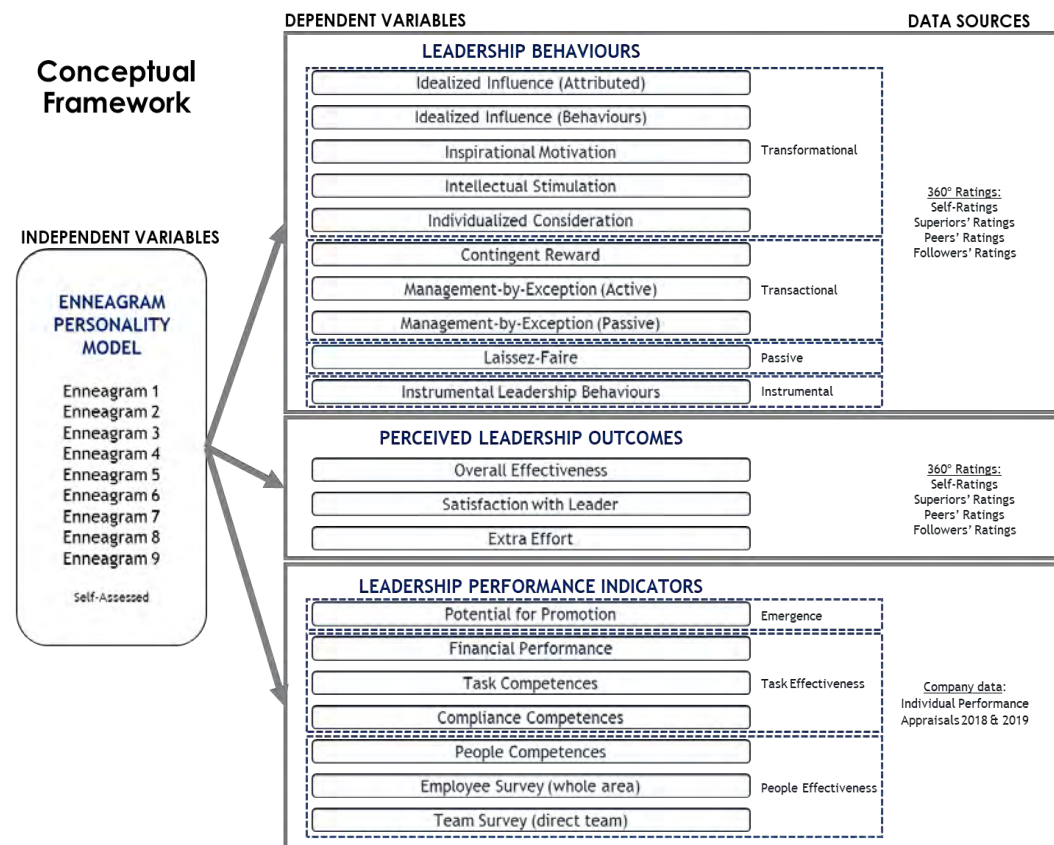 DEPENDENT VARIABLES
DATA SOURCES
Conceptual
Framework
LEADERSHIP BEHAVIOURS
Idealized Influence (Attributed)
Idealized Influence (Behaviours)
Inspirational Motivation
Transformational
Intellectual Stimulation
Individualized Consideration
360° Ratings:
Self-Ratings
Superiors' Ratings
Peers' Ratings
Followers' Ratings
Contingent Reward
Management-by-Exception (Active)
Transactional
Management-by-Exception (Passive)
Laissez-Faire
Passive
Instrumental Leadership Behaviours
Instrumental
INDEPENDENT VARIABLES
ENNEAGRAM
PERSONALITY
MODEL
Enneagram 1
Enneagram 2
Enneagram 3
Enneagram 4
Enneagram 5
Enneagram 6
Enneagram 7
Enneagram 8
Enneagram 9
Self-Assessed
PERCEIVED LEADERSHIP OUTCOMES
Overall Effectiveness
Satisfaction with Leader
Extra Effort
360° Ratings:
Self-Ratings
Superiors' Ratings
Peers' Ratings
Followers' Ratings
LEADERSHIP PERFORMANCE INDICATORS
Potential for Promotion
Emergence
Financial Performance
Task Competences
Task Effectiveness
Compliance Competences
Company data:
Individual Performance
Appraisals 2018 & 2019
People Competences
Employee Survey (whole area)
People Effectiveness
Team Survey (direct team)